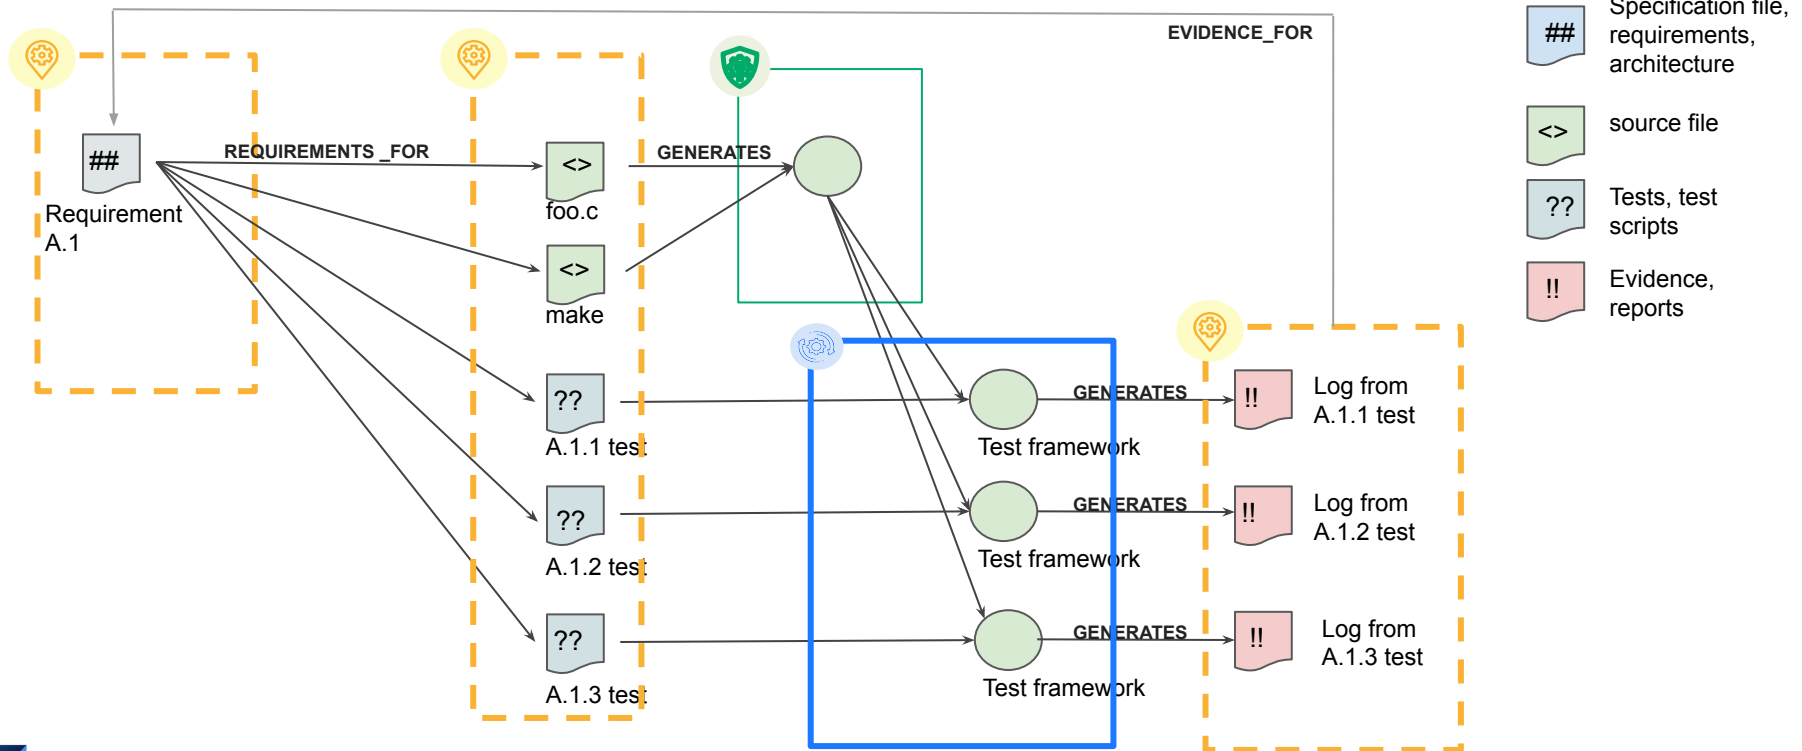 EVIDENCE_FOR
##
Requirement
A.1
REQUIREMENTS _FOR
<>
foo.c
GENERATES
<>
make
??
A.1.1 test
??
A.1.2 test
??
A.1.3 test
Test framework
GENERATES
Test framework
GENERATES
Test framework
GENERATES
!!
Log from
A.1.1 test
!!
Log from
A.1.2 test
!!
Log from
A.1.3 test
##
Specification file,
requirements,
architecture
<>
source file
??
Tests, test
scripts
!!
Evidence,
reports